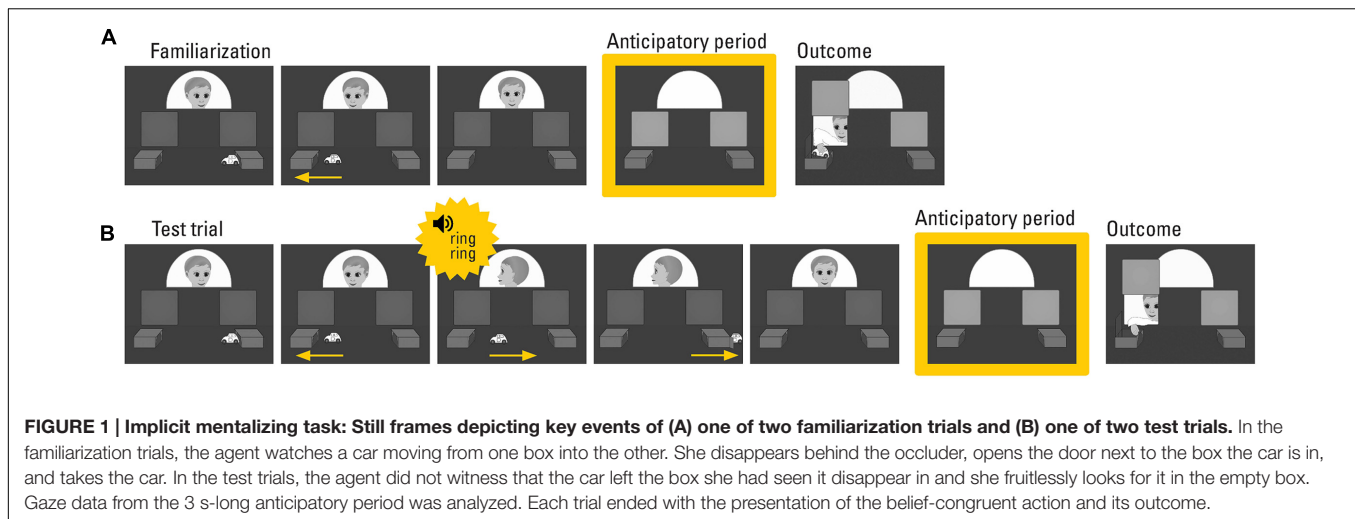 A
Familiarization
Anticipatory period
Outcome
B
Test trial
ring
ring
Anticipatory period
Outcome
FIGURE 1 | Implicit mentalizing task: Still frames depicting key events of (A) one of two familiarization trials and (B) one of two test trials. In the
familiarization trials, the agent watches a car moving from one box into the other. She disappears behind the occluder, opens the door next to the box the car is in,
and takes the car. In the test trials, the agent did not witness that the car left the box she had seen it disappear in and she fruitlessly looks for it in the empty box.
Gaze data from the 3 s-long anticipatory period was analyzed. Each trial ended with the presentation of the belief-congruent action and its outcome.